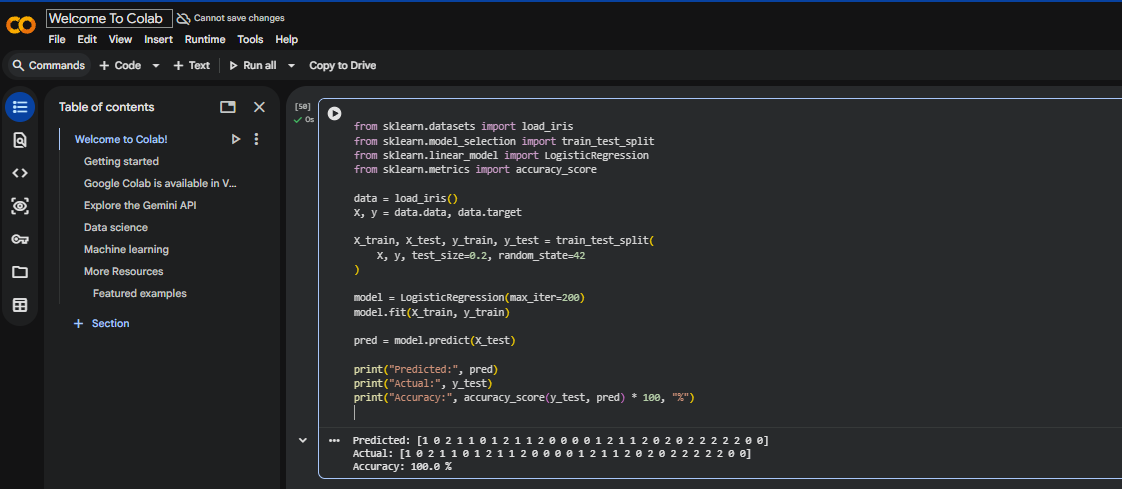 Welcome To Colab
Cannot save changes
File Edit View Insert Runtime Tools Help
Commands + Code + Text Run all Copy to Drive
Table of contents
Welcome to Colab!
Getting started
Google Colab is available in V...
Explore the Gemini API
Data science
Machine learning
More Resources
Featured examples
+ Section
[50]
0s
from sklearn.datasets import load_iris
from sklearn.model_selection import train_test_split
from sklearn.linear_model import LogisticRegression
from sklearn.metrics import accuracy_score
data = load_iris()
X, y = data.data, data.target
X_train, X_test, y_train, y_test = train_test_split(
    X, y, test_size=0.2, random_state=42
)
model = LogisticRegression(max_iter=200)
model.fit(X_train, y_train)
pred = model.predict(X_test)
print("Predicted:", pred)
print("Actual:", y_test)
print("Accuracy:", accuracy_score(y_test, pred) * 100, "%")
Predicted: [1 0 2 1 1 0 1 2 1 1 2 0 0 0 0 1 2 1 1 2 0 2 0 2 2 2 2 2 0 0]
Actual: [1 0 2 1 1 0 1 2 1 1 2 0 0 0 0 1 2 1 1 2 0 2 0 2 2 2 2 2 0 0]
Accuracy: 100.0 %